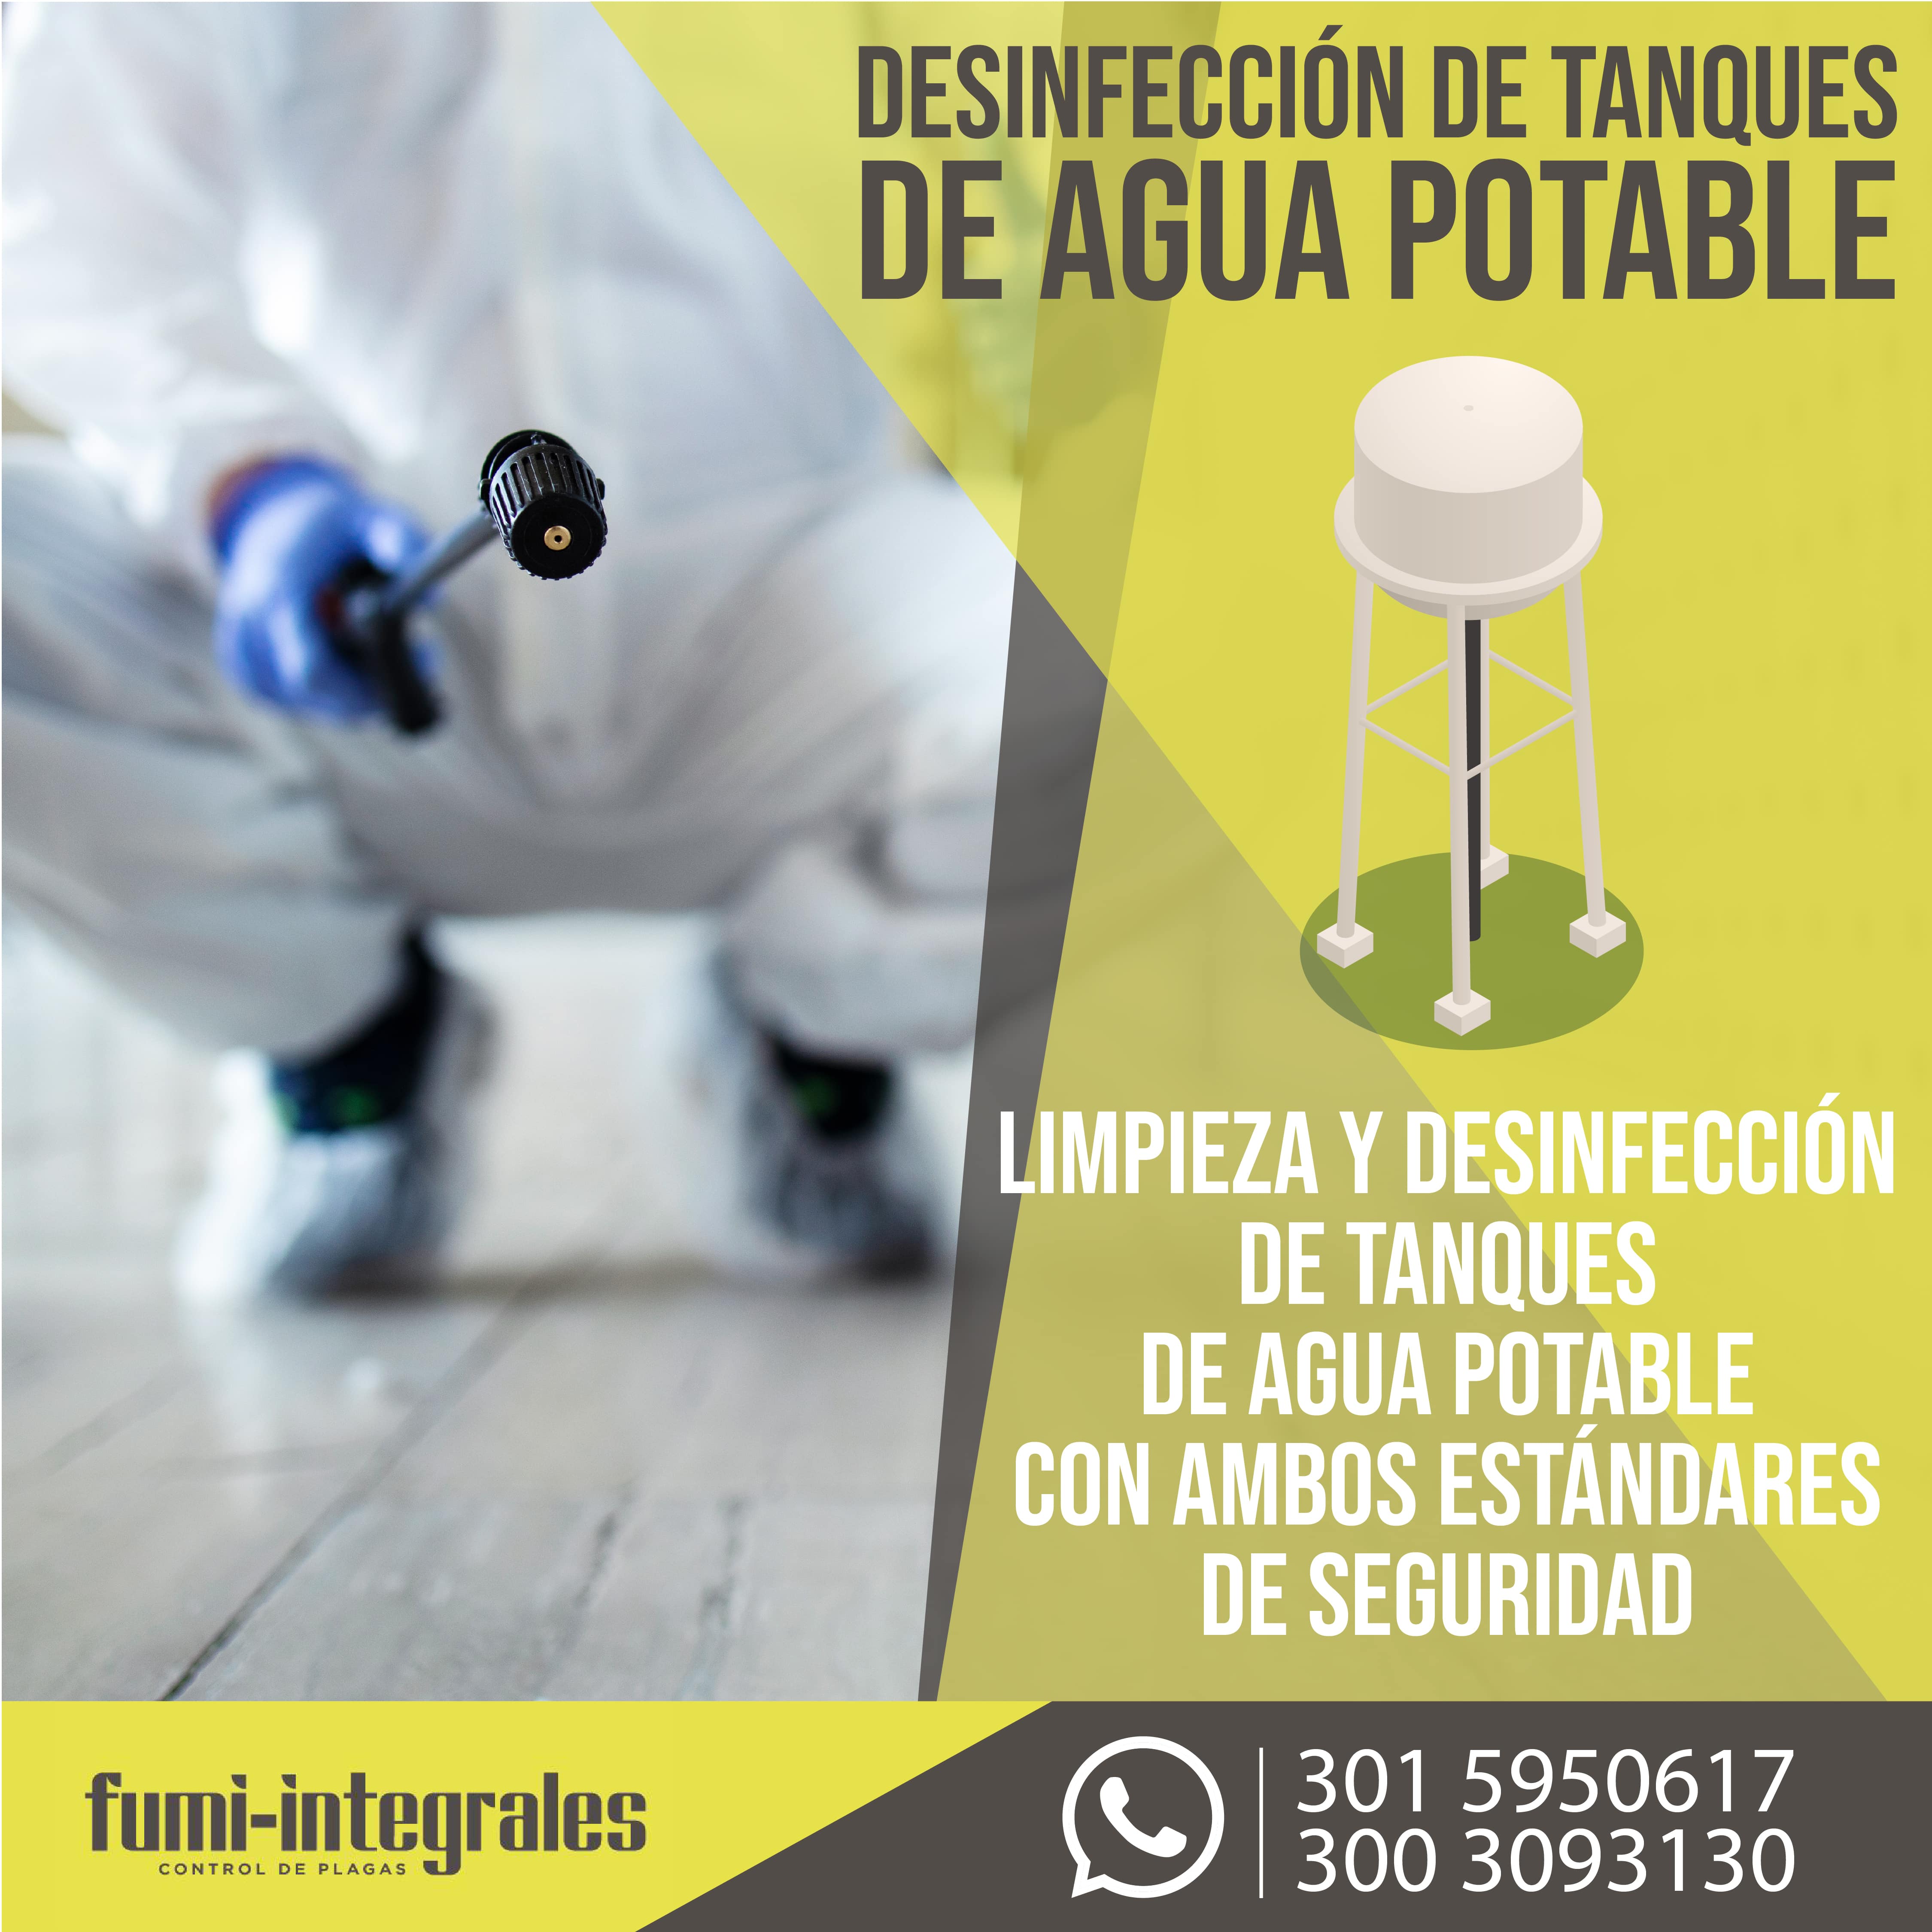 DESINFECCIÓN DE TANQUES
DE AGUA POTABLE
LIMPIEZA Y DESINFECCIÓN
DE TANQUES
DE AGUA POTABLE
CON AMBOS ESTÁNDARES
DE SEGURIDAD
fumi-integrales
CONTROL DE PLAGAS
301 5950617
300 3093130